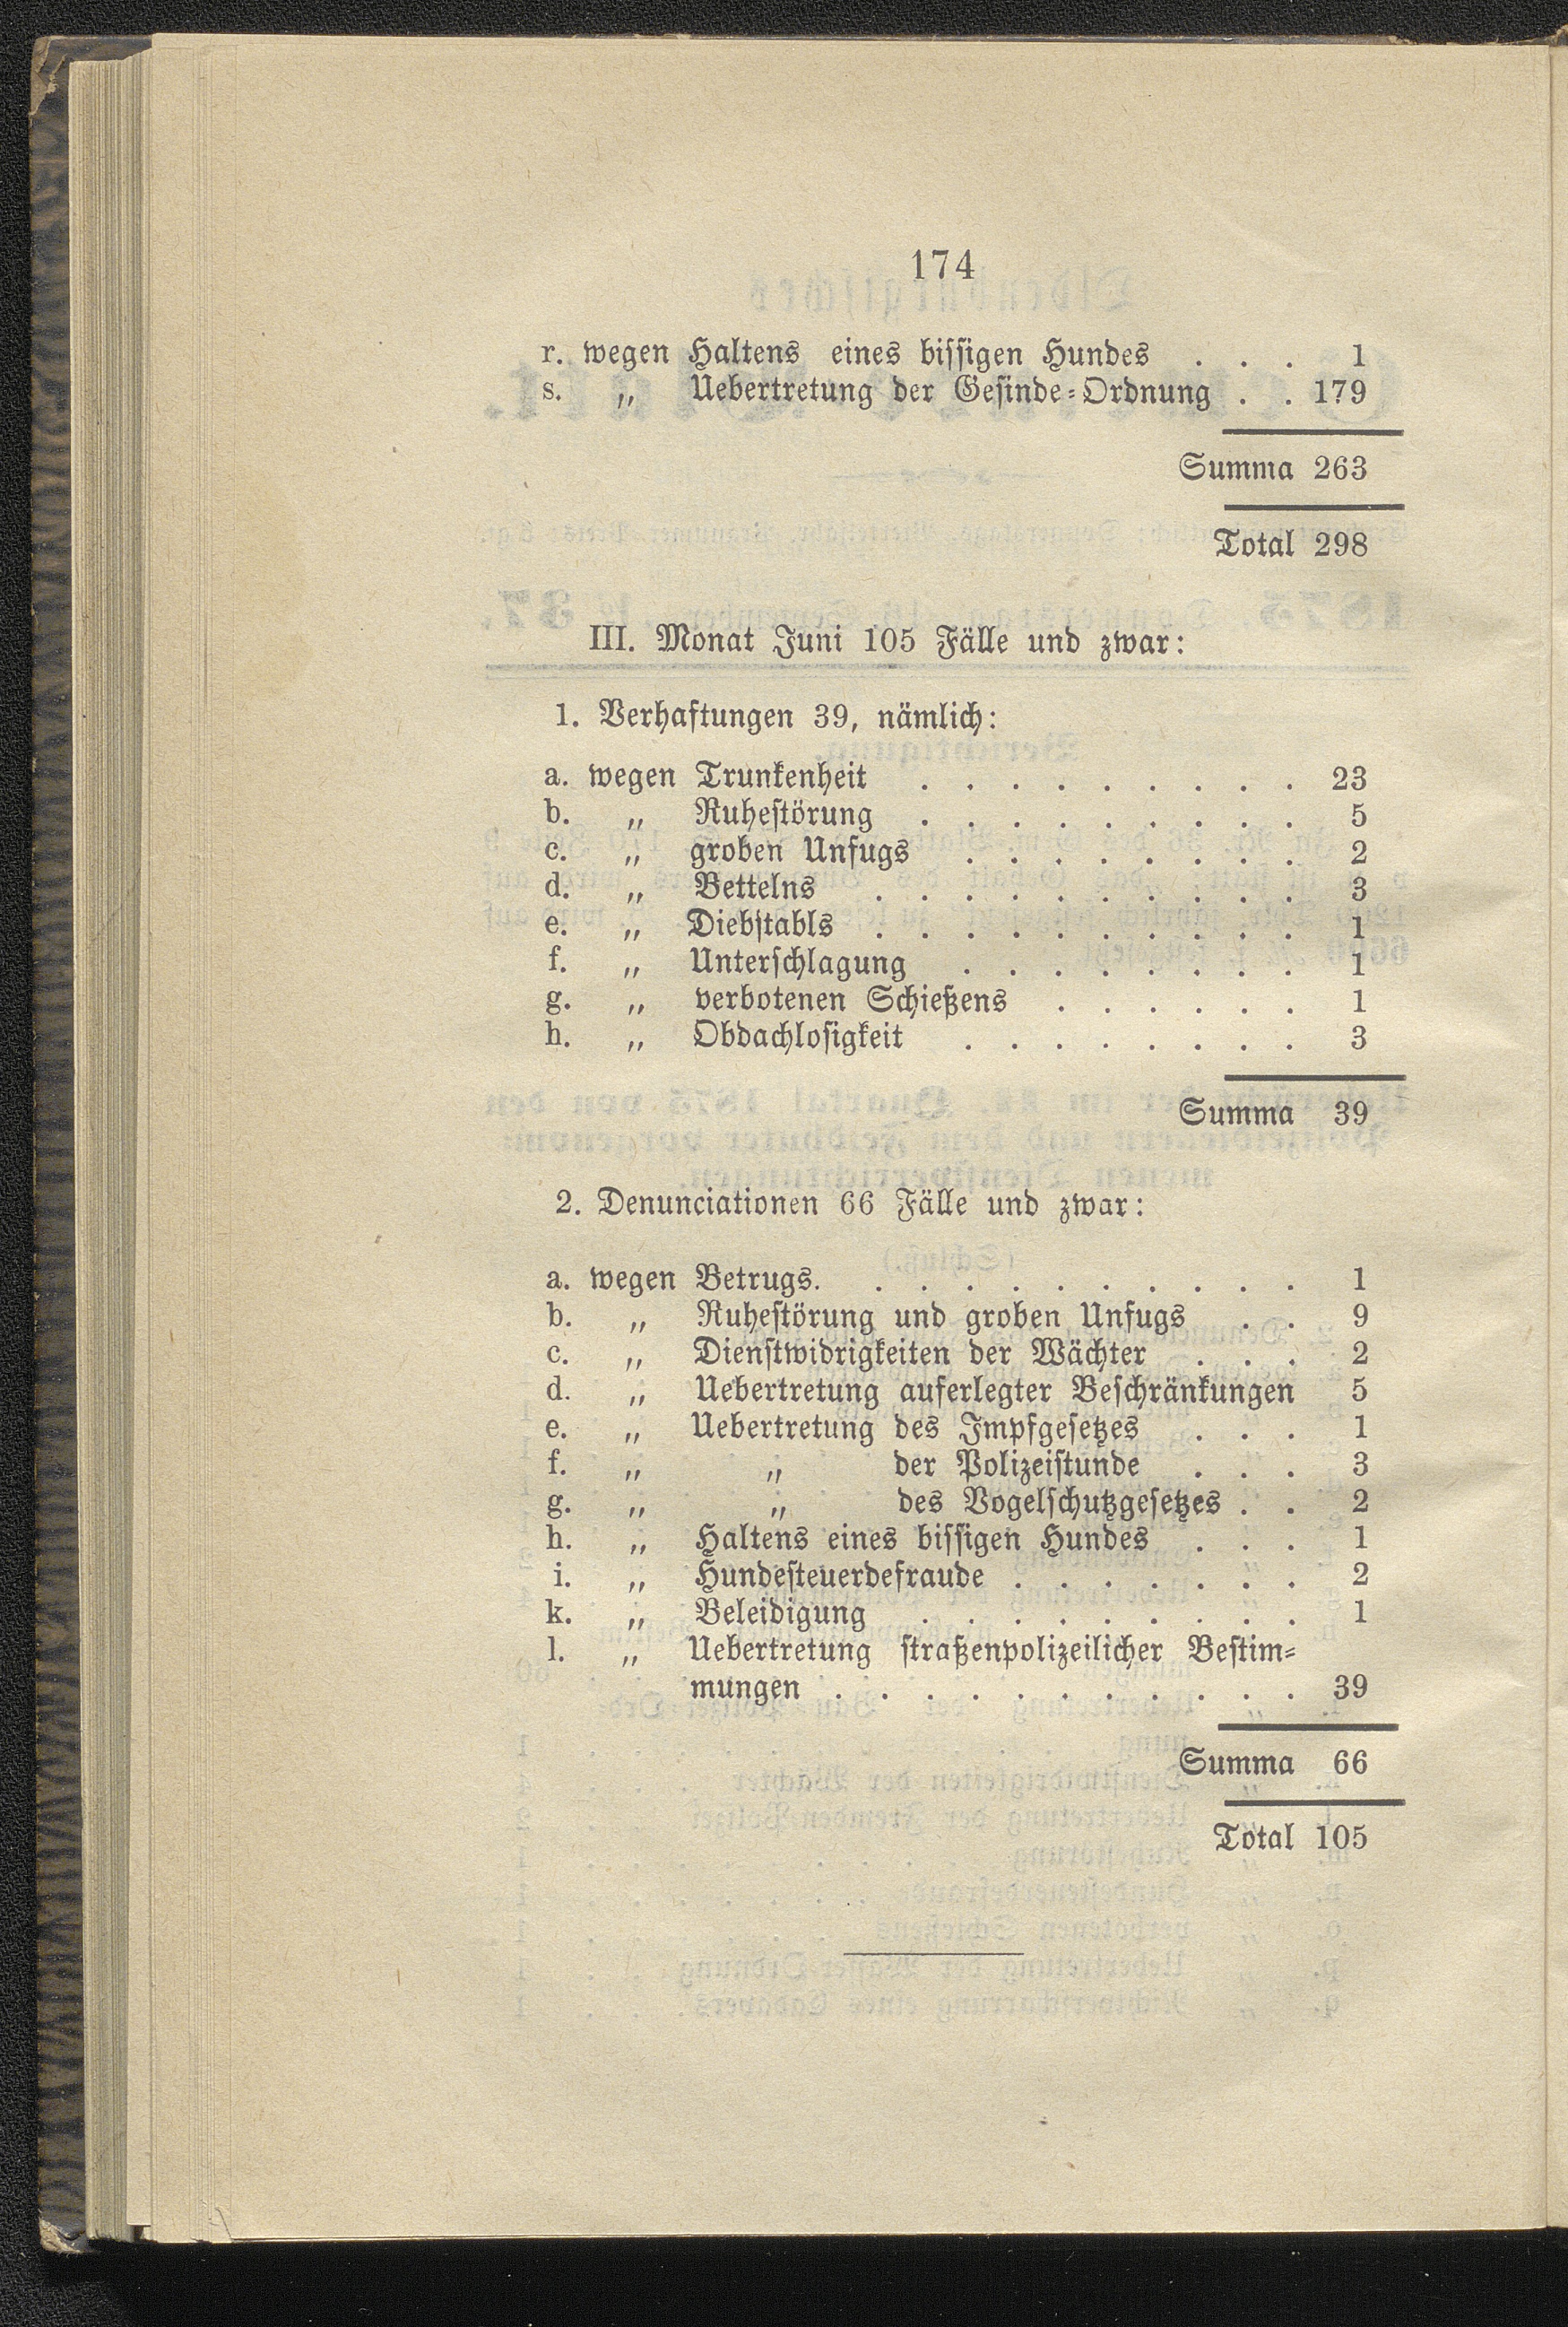 174
r. wegen Haltens eines bissigen Hundes . . . 1
s. „ Uebertretung der Gesinde-Ordnung . . 179
Summa 263
Total 298
III. Monat Juni 105 Fälle und zwar:
1. Verhaftungen 39, nämlich:
a. wegen Trunkenheit . . . . . . . . . 23
b. „ Ruhestörung . . . . . . . . . 5
c. „ groben Unfugs . . . . . . . . 2
d. „ Bettelns . . . . . . . . . . 3
e. „ Diebstabls . . . . . . . . . . 1
f. „ Unterschlagung . . . . . . . . 1
g. „ verbotenen Schießens . . . . . . 1
h. „ Obdachlosigkeit . . . . . . . . 3
Summa 39
2. Denunciationen 66 Fälle und zwar:
a. wegen Betrugs. . . . . . . . . . . 1
b. „ Ruhestörung und groben Unfugs . . 9
c. „ Dienstwidrigkeiten der Wächter . . . 2
d. „ Uebertretung auferlegter Beschränkungen 5
e. „ Uebertretung des Impfgesetzes . . . 1
f. „ „ der Polizeistunde . . . 3
g. „ „ des Vogelschutzgesetzes . . 2
h. „ Haltens eines bissigen Hundes . . . 1
i. „ Hundesteuerdefraude . . . . . . . 2
k. „ Beleidigung . . . . . . . . . 1
l. „ Uebertretung straßenpolizeilicher Bestim-
mungen . . . . . . . . . . . 39
Summa 66
Total 105